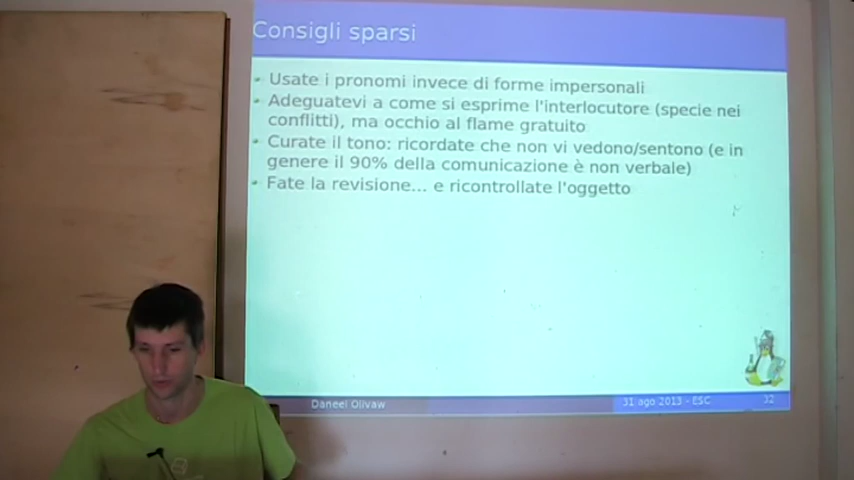 Consigli sparsi
Usate i pronomi invece di forme impersonali
Adeguatevi a come si esprime l'interlocutore (specie nei
conflitti), ma occhio al flame gratuito
Curate il tono: ricordate che non vi vedono/sentono (e in
genere il 90% della comunicazione è non verbale)
Fate la revisione... e ricontrollate l'oggetto
Daneel Olivaw
31 ago 2013 - ESC
32